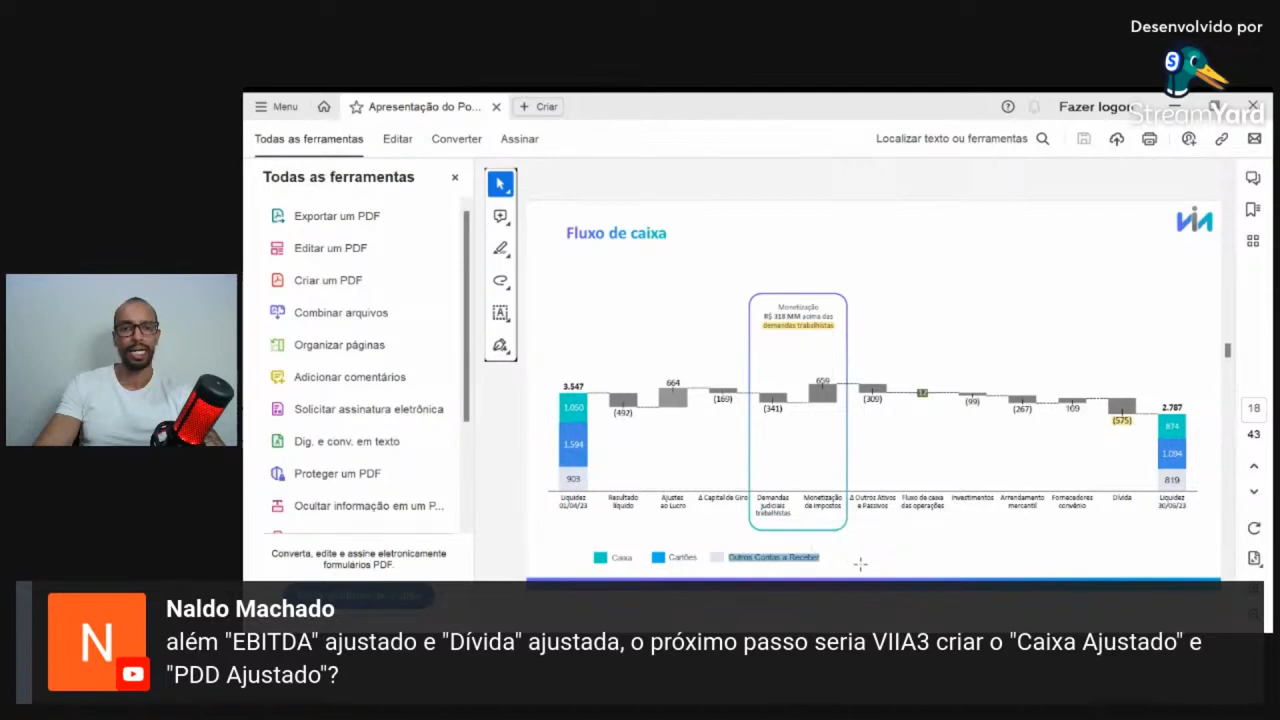 Desenvolvido por
StreamYard
Menu
Apresentação do Po...
Criar
Fazer logon
Todas as ferramentas
Editar
Converter
Assinar
Localizar texto ou ferramentas
Todas as ferramentas
Exportar um PDF
Editar um PDF
Criar um PDF
Combinar arquivos
Organizar páginas
Adicionar comentários
Solicitar assinatura eletrônica
Dig. e conv. em texto
Proteger um PDF
Ocultar informação em um P...
Converta, edite e assine eletronicamente
formulários PDF.
Fluxo de caixa
VIA
Monetização
R$ 318 MM acima das
demandas trabalhistas
3.547
1.050
1.594
903
(492)
664
(169)
(341)
659
(309)
17
(99)
(267)
109
(575)
2.787
874
1.094
819
Liquidez
01/04/23
Resultado
líquido
Ajustes
ao Lucro
Δ Capital de Giro
Demandas
judiciais
trabalhistas
Monetização
de impostos
Δ Outros Ativos
e Passivos
Fluxo de caixa
das operações
Investimentos
Arrendamento
mercantil
Fornecedores
convênio
Dívida
Liquidez
30/06/23
Caixa
Cartões
Outros Contas a Receber
18
43
N
Naldo Machado
além "EBITDA" ajustado e "Dívida" ajustada, o próximo passo seria VIIA3 criar o "Caixa Ajustado" e
"PDD Ajustado"?